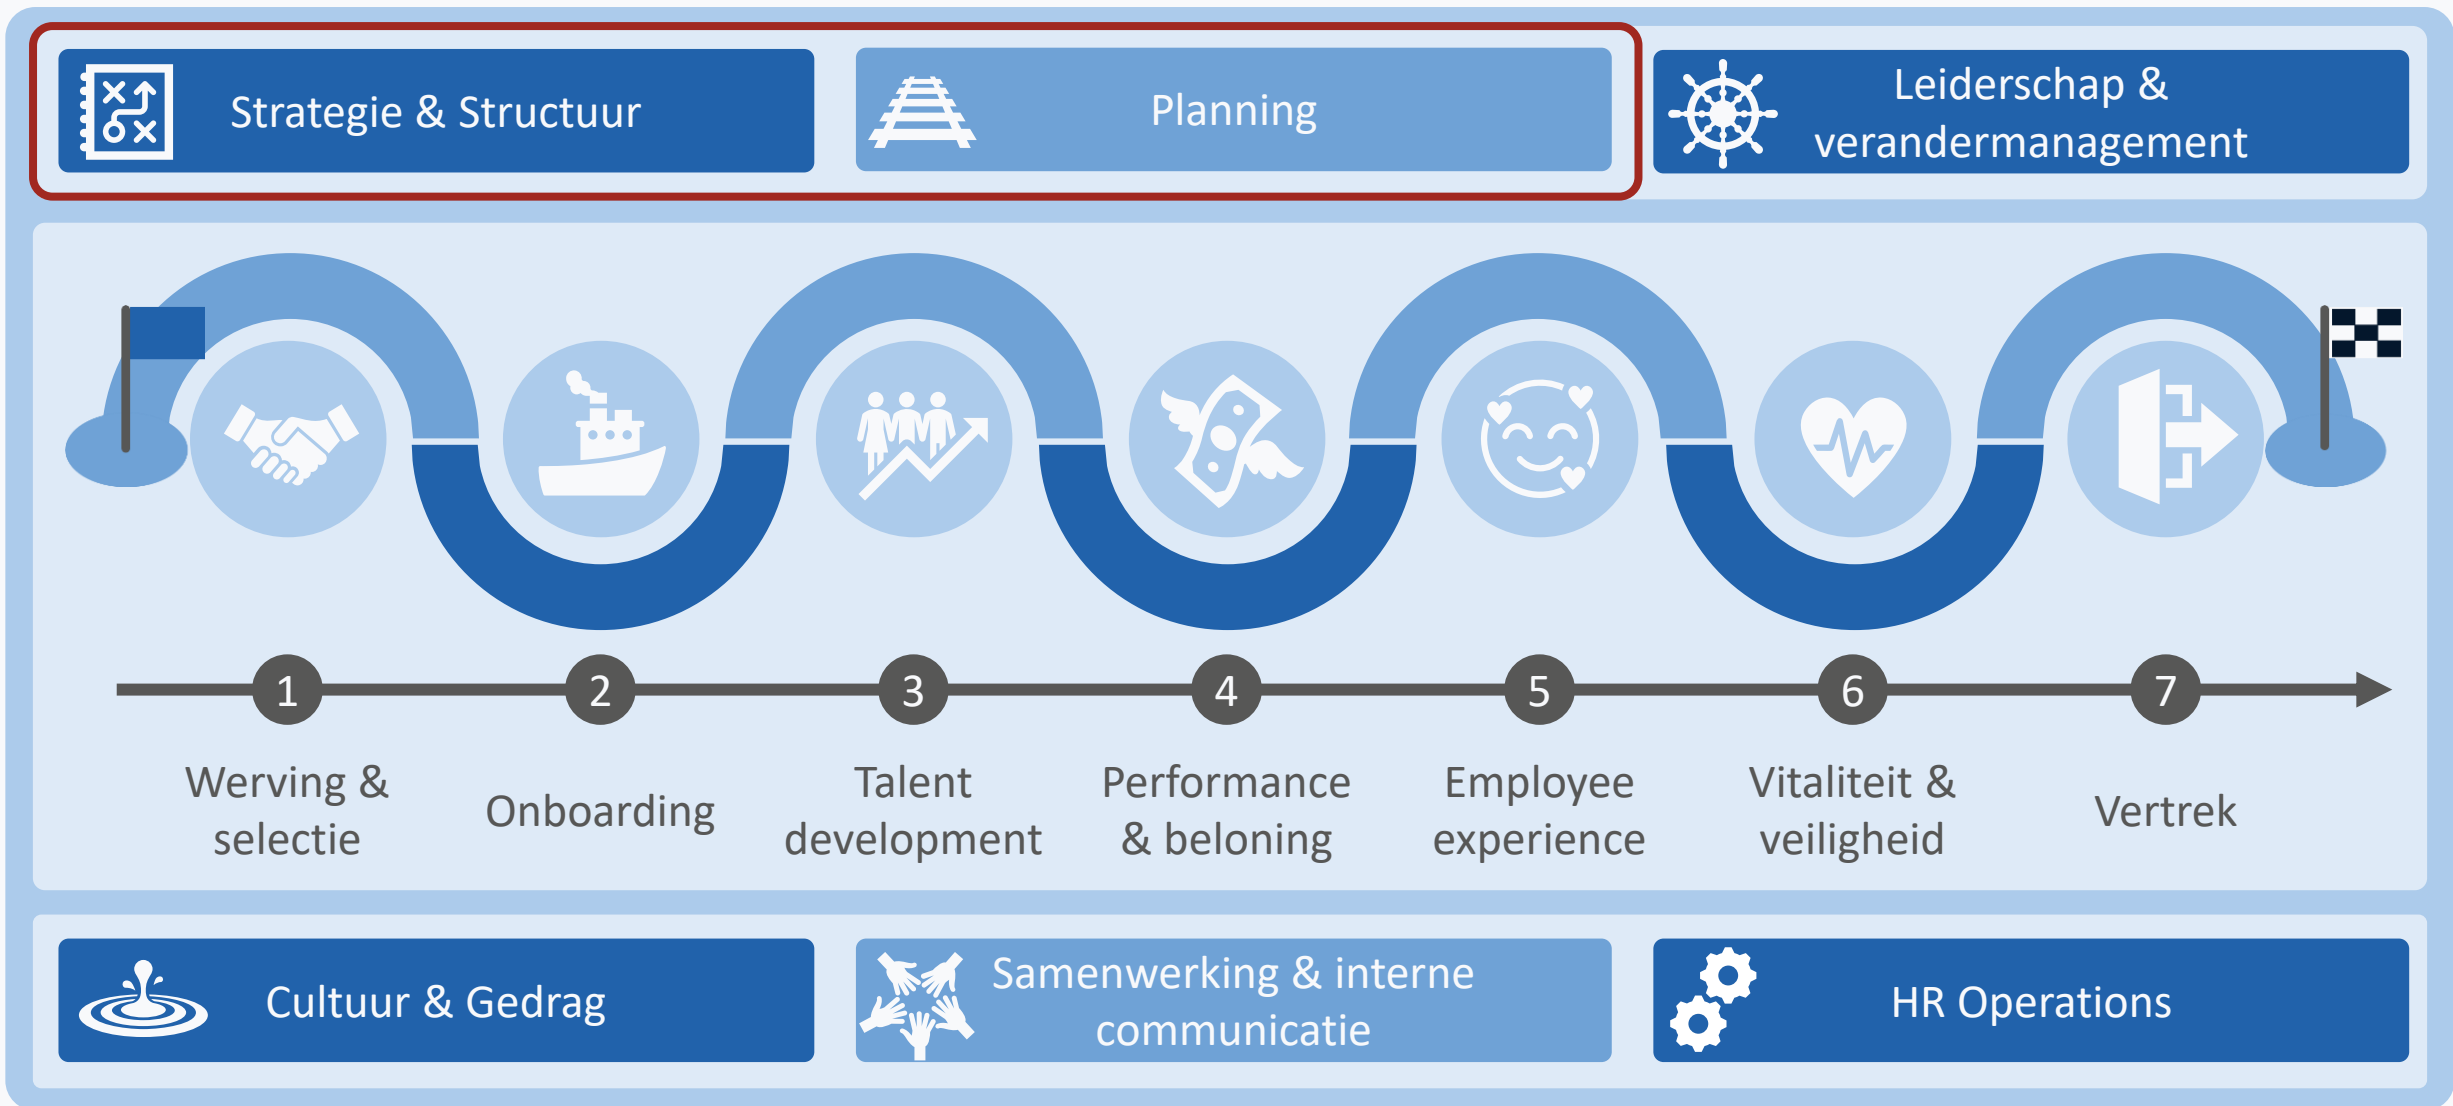 Strategie & Structuur
Planning
Leiderschap &
verandermanagement
1
2
3
4
5
6
7
Werving &
selectie
Onboarding
Talent
development
Performance
& beloning
Employee
experience
Vitaliteit &
veiligheid
Vertrek
Cultuur & Gedrag
Samenwerking & interne
communicatie
HR Operations